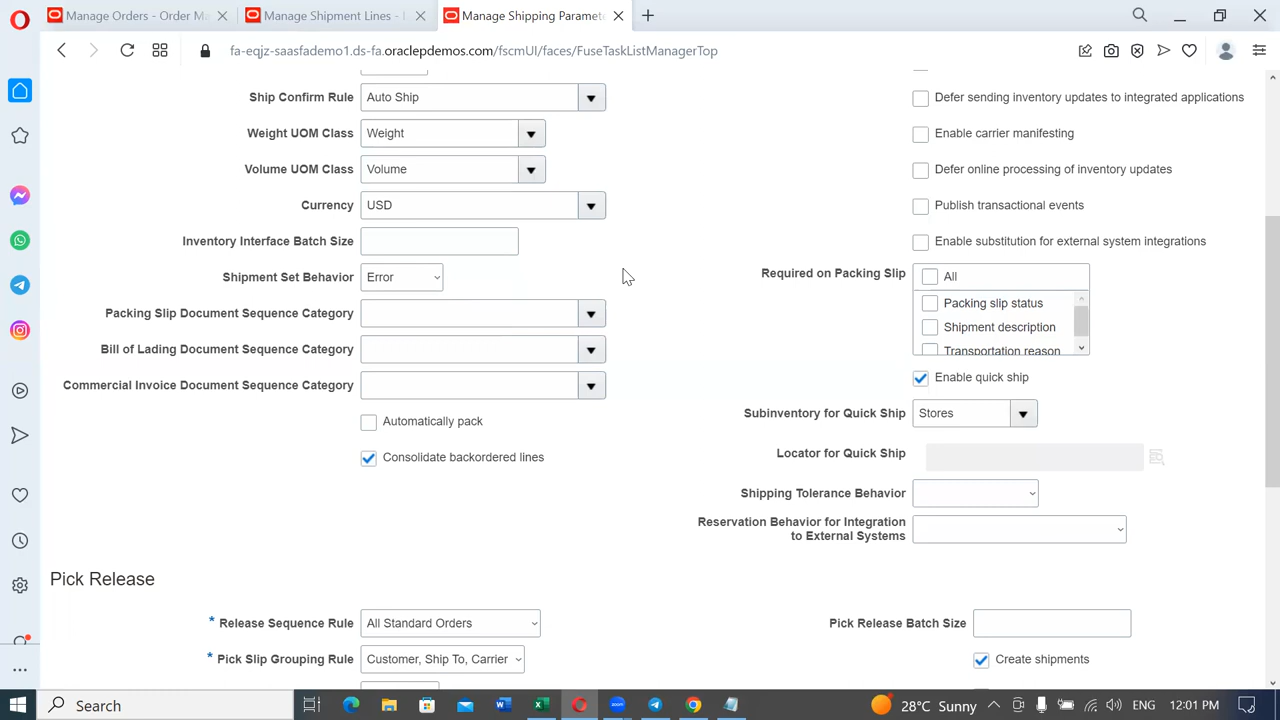 Manage Orders - Order Ma
Manage Shipment Lines -
Manage Shipping Paramete
fa-eqjz-saasfademo1.ds-fa.oraclepdemos.com/fscmUI/faces/FuseTaskListManagerTop
Ship Confirm Rule Auto Ship
Defer sending inventory updates to integrated applications
Weight UOM Class Weight
Enable carrier manifesting
Volume UOM Class Volume
Defer online processing of inventory updates
Currency USD
Publish transactional events
Inventory Interface Batch Size
Enable substitution for external system integrations
Shipment Set Behavior Error
Required on Packing Slip All
Packing slip status
Shipment description
Transportation reason
Packing Slip Document Sequence Category
Bill of Lading Document Sequence Category
Commercial Invoice Document Sequence Category
Enable quick ship
Automatically pack
Subinventory for Quick Ship Stores
Consolidate backordered lines
Locator for Quick Ship
Shipping Tolerance Behavior
Reservation Behavior for Integration
to External Systems
Pick Release
* Release Sequence Rule All Standard Orders
Pick Release Batch Size
* Pick Slip Grouping Rule Customer, Ship To, Carrier
Create shipments
Search
28°C Sunny
12:01 PM